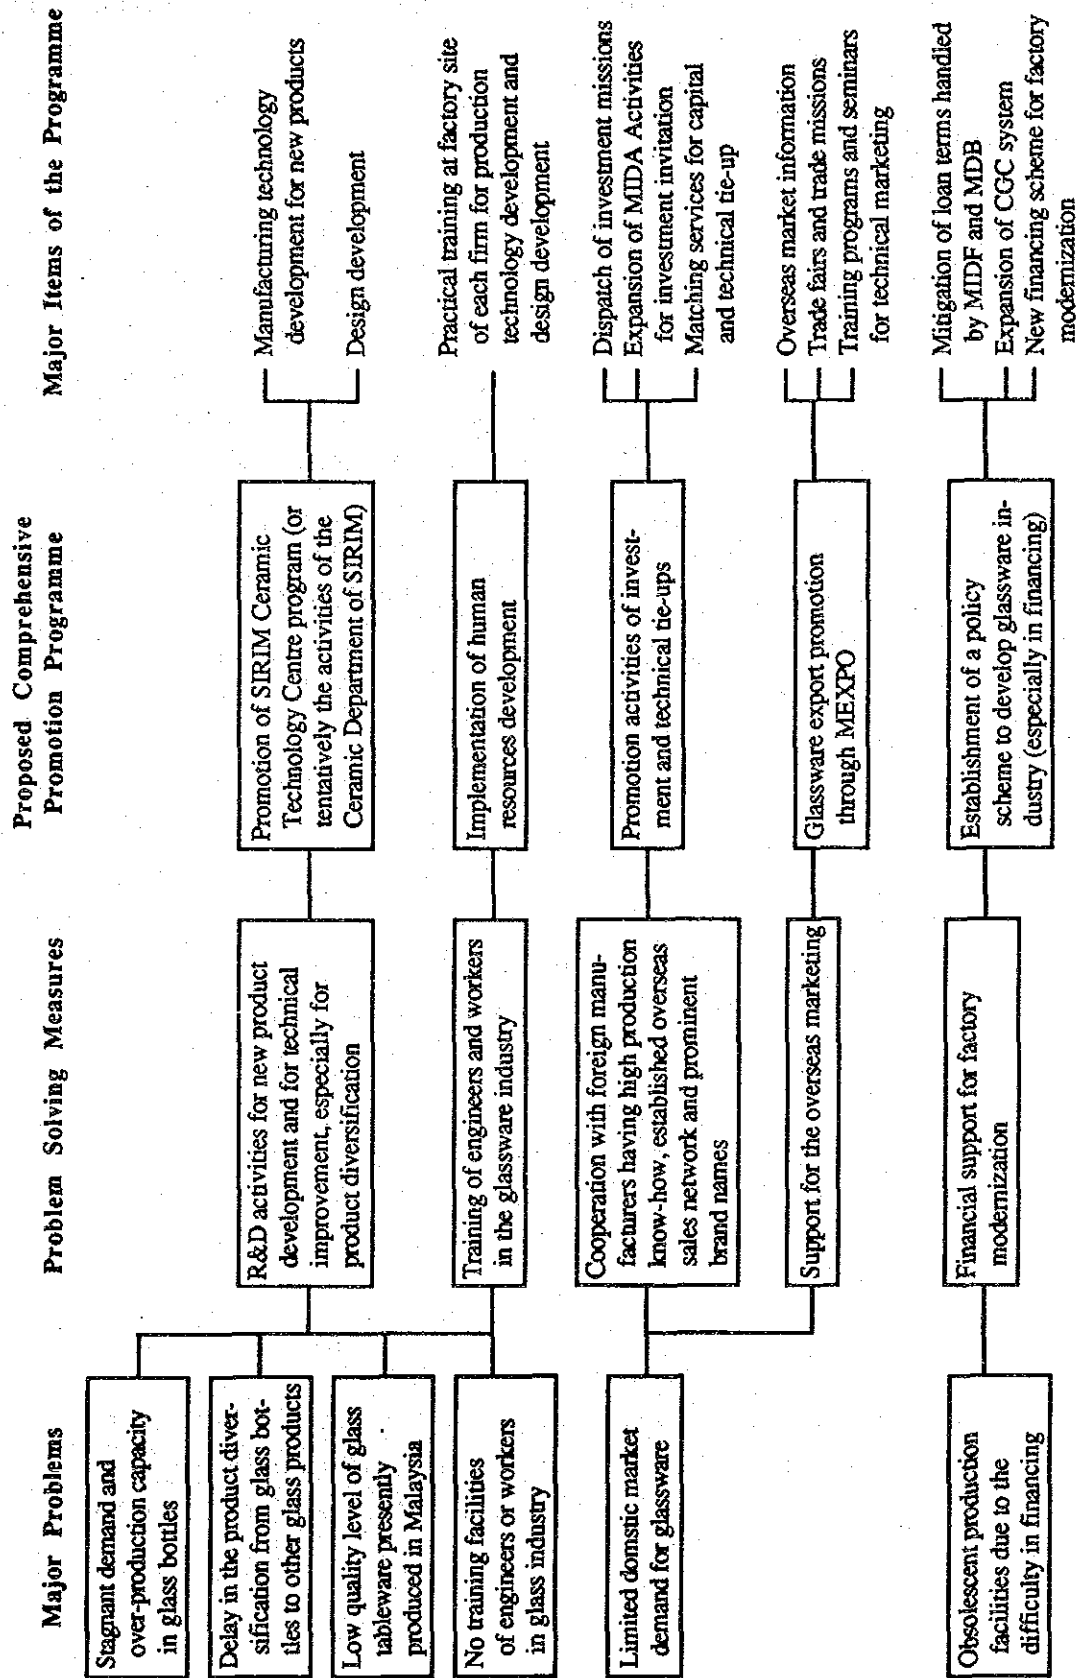 Major Problems
Problem Solving Measures
Proposed Comprehensive
Promotion Programme
Major Items of the Programme
Stagnant demand and
over-production capacity
in glass bottles
Delay in the product diver-
sification from glass bot-
tles to other glass products
Low quality level of glass
tableware presently
produced in Malaysia
No training facilities
of engineers or workers
in glass industry
Limited domstic market
demand for glassware
Obsolescent production
facilities due to the
difficulty in financing
R&D activities for new product
development and for technical
improvement, especially for
product diversification
Training of engineers and workers
in the glassware industry
Cooperation with foreign manu-
facturers having high production
know-how, established overseas
sales network and prominent
brand names
Support for the overseas marketing
Financial support for factory
modernization
Promotion of SIRIM Ceramic
Technology Centre program (or
tentatively the activities of the
Ceramic Department of SIRIM)
Implementation of human
resources development
Promotion activities of invest-
ment and technical tie-ups
Glassware export promotion
through MEXPO
Establishment of a policy
scheme to develop glassware in-
dustry (especially in financing)
Manufacturing technology
development for new products
Design development
Practical training at factory site
of each firm for production
technology development and
design development
Dispatch of investment missions
Expansion of MIDA Activities
for investment invitation
Matching services for capital
and technical tie-up
Overseas market information
Trade fairs and trade missions
Training programs and seminars
for technical marketing
Mitigation of loan terms handled
by MIDF and MDB
Expansion of CGC system
New financing scheme for factory
modernization